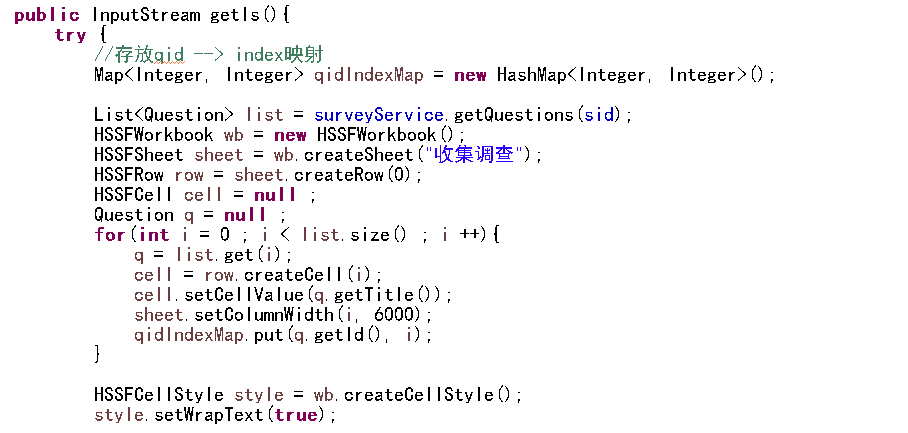 public InputStream getIs(){
try {
//存放qid --> index映射
Map<Integer, Integer> qidIndexMap = new HashMap<Integer, Integer>();
List<Question> list = surveyService.getQuestions(sid);
HSSFWorkbook wb = new HSSFWorkbook();
HSSFSheet sheet = wb.createSheet("收集调查");
HSSFRow row = sheet.createRow(0);
HSSFCell cell = null ;
Question q = null ;
for(int i = 0 ; i < list.size() ; i ++){
q = list.get(i);
cell = row.createCell(i);
cell.setCellValue(q.getTitle());
sheet.setColumnWidth(i, 6000);
qidIndexMap.put(q.getId(), i);
}
HSSFCellStyle style = wb.createCellStyle();
style.setWrapText(true);